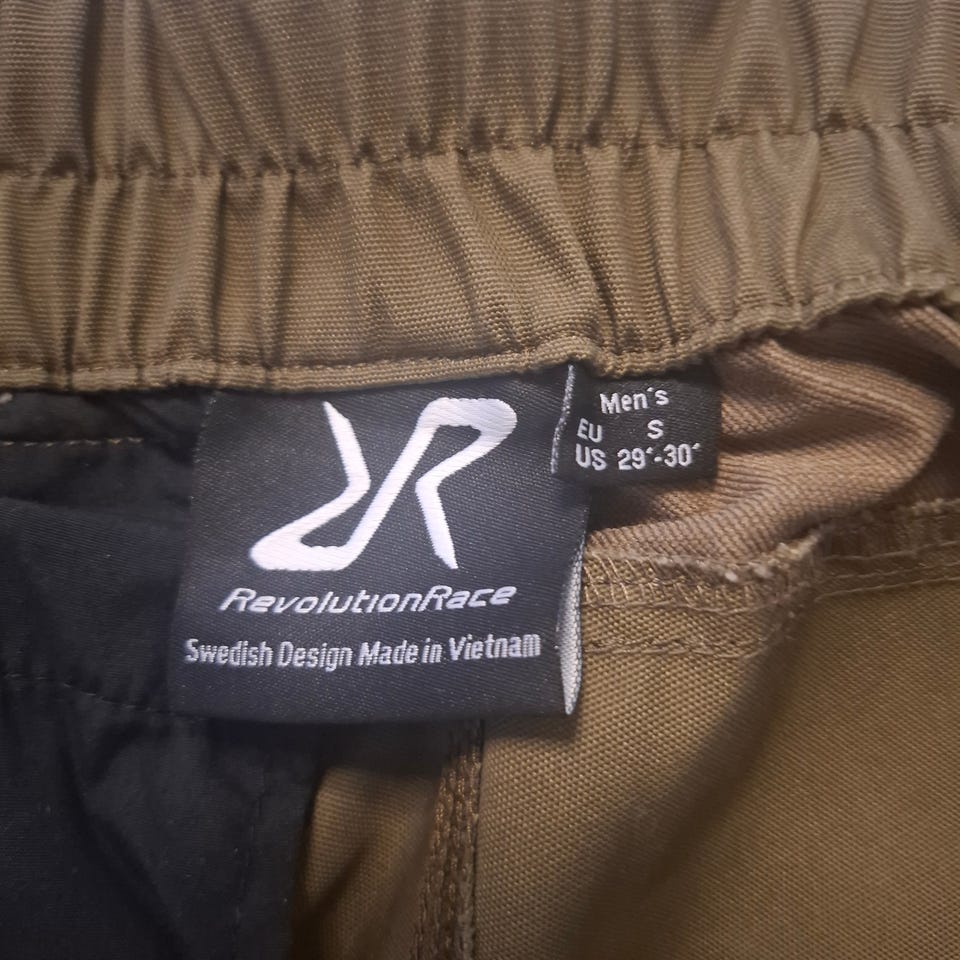 Men´s
EU S
US 29´-30´
RevolutionRace
Swedish Design Made in Vietnam